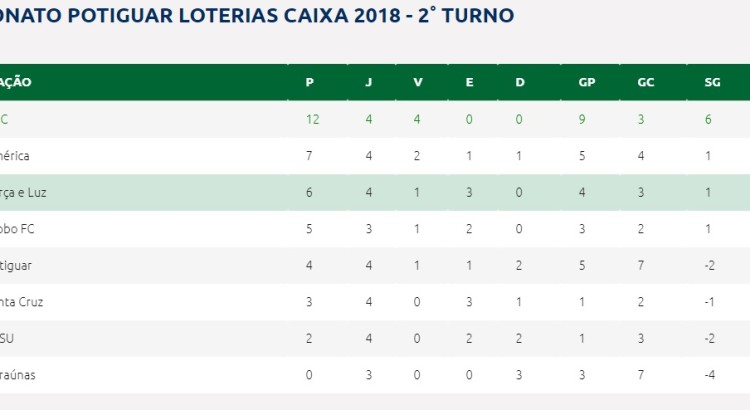 ONATO POTIGUAR LOTERIAS CAIXA 2018 - 2° TURNO
AÇÃO P J V E D GP GC SG
C 12 4 4 0 0 9 3 6
érica 7 4 2 1 1 5 4 1
rça e Luz 6 4 1 3 0 4 3 1
obo FC 5 3 1 2 0 3 2 1
tiguar 4 4 1 1 2 5 7 -2
nta Cruz 3 4 0 3 1 1 2 -1
SU 2 4 0 2 2 1 3 -2
raúnas 0 3 0 0 3 3 7 -4